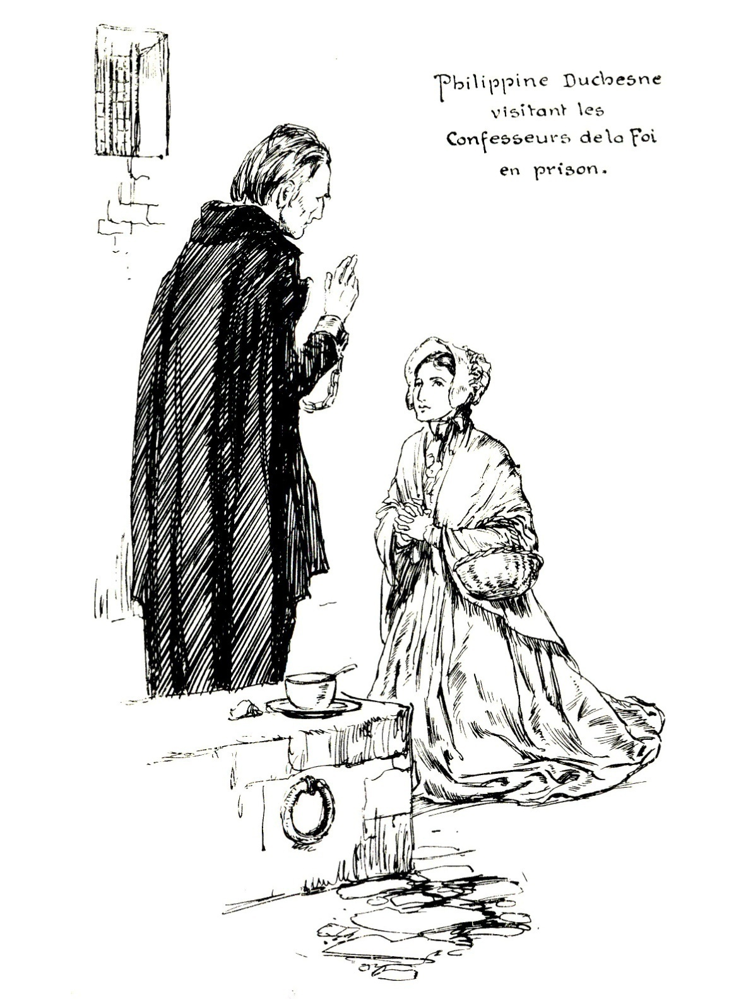 Philippine Duchesne
visitant les
Confesseurs de la Foi
en prison.